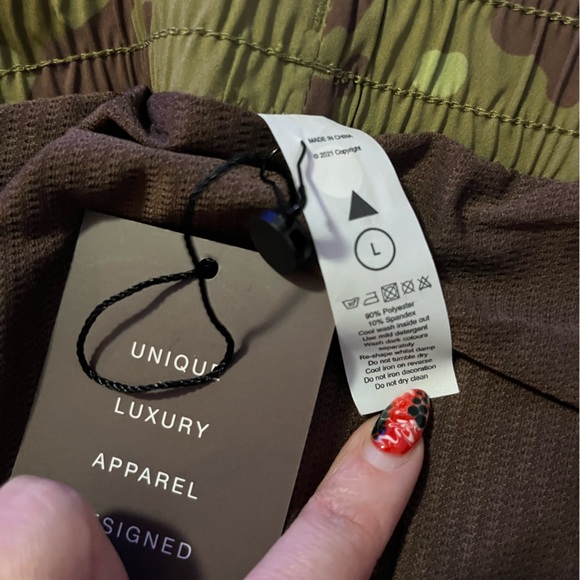 MADE IN CHINA
© 2021 Copyright
L
90% Polyester
10% Spandex
Cool wash inside out
Use mild detergent
Wash dark colours
separately
Re-shape whilst damp
Do not tumble dry
Cool iron on reverse
Do not iron decoration
Do not dry clean
UNIQUE
LUXURY
APPAREL
SIGNED